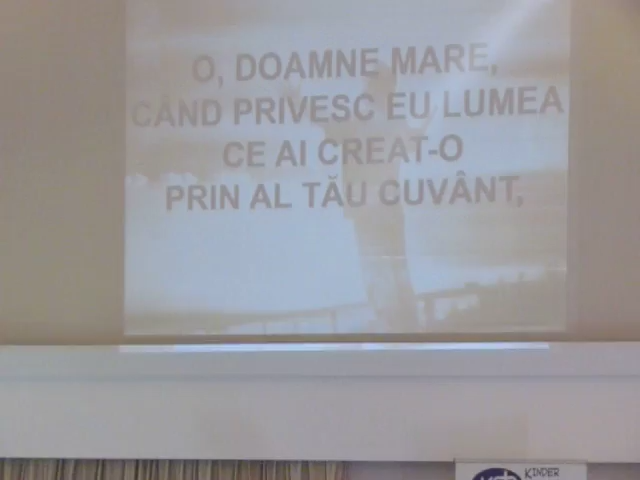 O, DOAMNE MARE,
CÂND PRIVESC EU LUMEA
CE AI CREAT-O
PRIN AL TĂU CUVÂNT,
KINDER